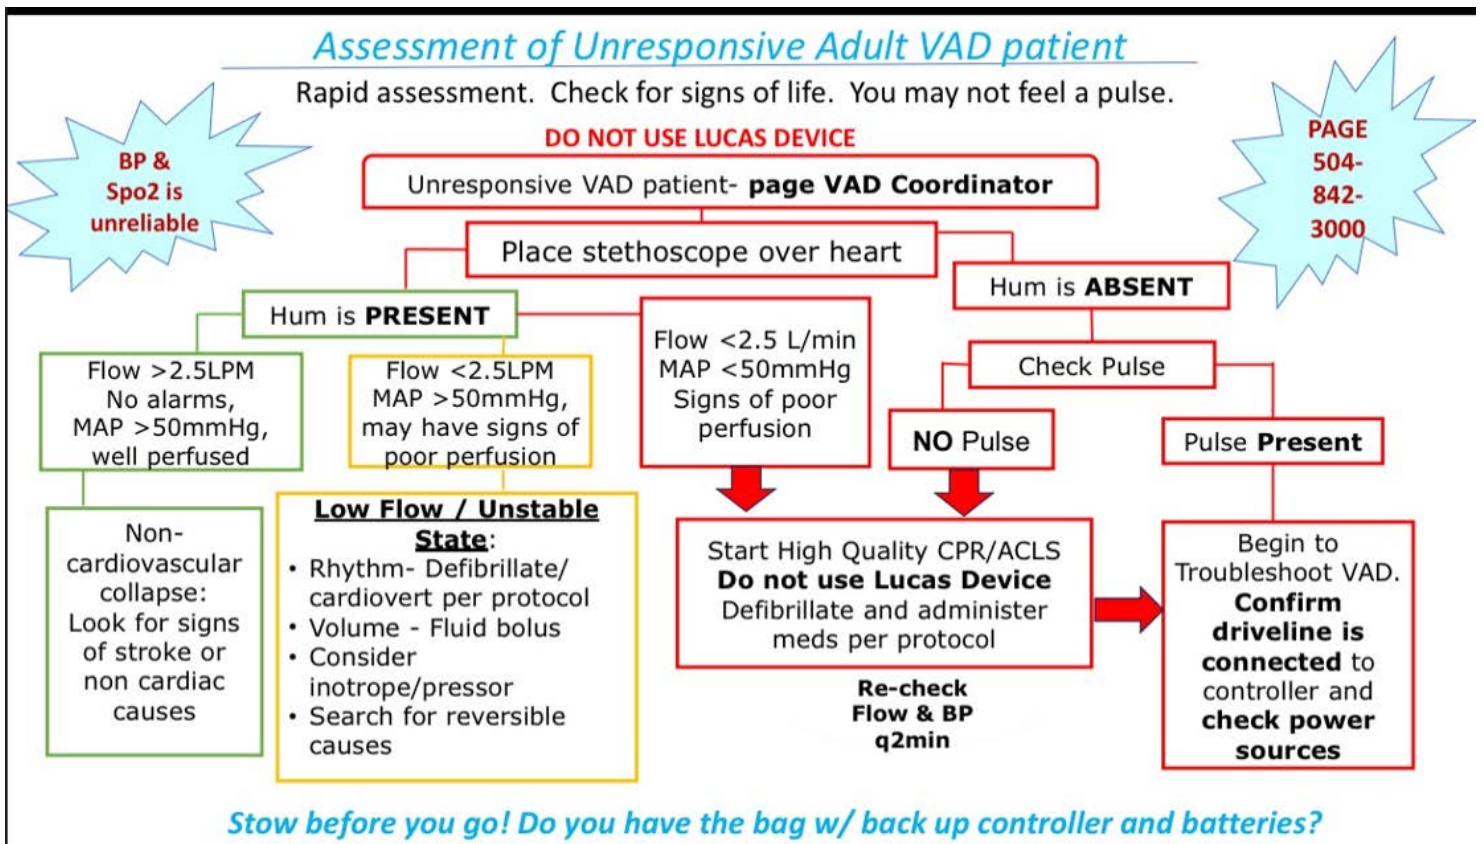 Assessment of Unresponsive Adult VAD patient
Rapid assessment.  Check for signs of life.  You may not feel a pulse.
DO NOT USE LUCAS DEVICE
BP &
Spo2 is
unreliable
PAGE
504-
842-
3000
Unresponsive VAD patient- page VAD Coordinator
Place stethoscope over heart
Hum is PRESENT
Hum is ABSENT
Flow >2.5LPM
No alarms,
MAP >50mmHg,
well perfused
Flow <2.5LPM
MAP >50mmHg,
may have signs of
poor perfusion
Flow <2.5 L/min
MAP <50mmHg
Signs of poor
perfusion
Check Pulse
NO Pulse
Pulse Present
Non-
cardiovascular
collapse:
Look for signs
of stroke or
non cardiac
causes
Low Flow / Unstable
State:
• Rhythm- Defibrillate/
cardiovert per protocol
• Volume - Fluid bolus
• Consider
inotrope/pressor
• Search for reversible
causes
Start High Quality CPR/ACLS
Do not use Lucas Device
Defibrillate and administer
meds per protocol
Re-check
Flow & BP
q2min
Begin to
Troubleshoot VAD.
Confirm
driveline is
connected to
controller and
check power
sources
Stow before you go! Do you have the bag w/ back up controller and batteries?